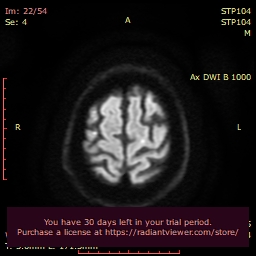 Im: 22/54
STP104
Se: 4
STP104
M
A
Ax DWI B 1000
R
L
You have 30 days left in your trial period.
Purchase a license at https://radiantviewer.com/store/